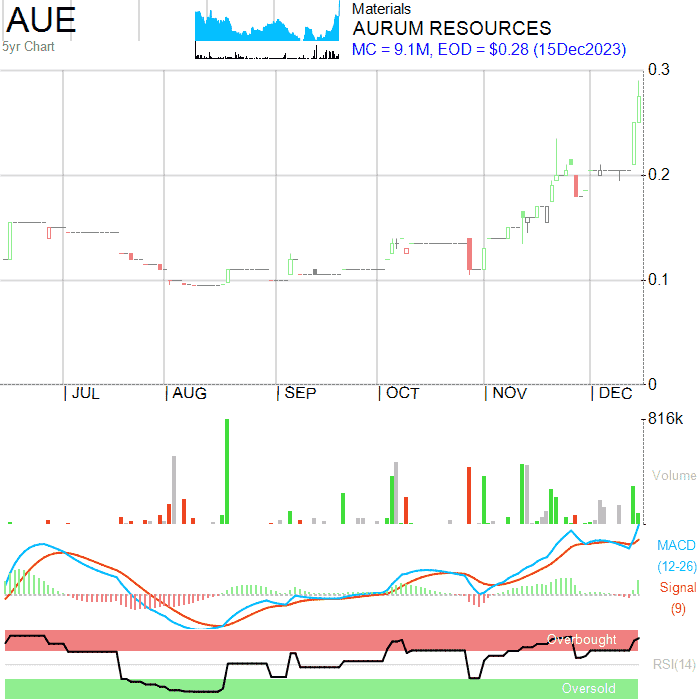 AUE
5yr Chart
Materials
AURUM RESOURCES
MC = 9.1M, EOD = $0.28 (15Dec2023)
0.3
0.2
0.1
0
JUL
AUG
SEP
OCT
NOV
DEC
816k
Volume
MACD
(12-26)
Signal
(9)
Overbought
RSI(14)
Oversold